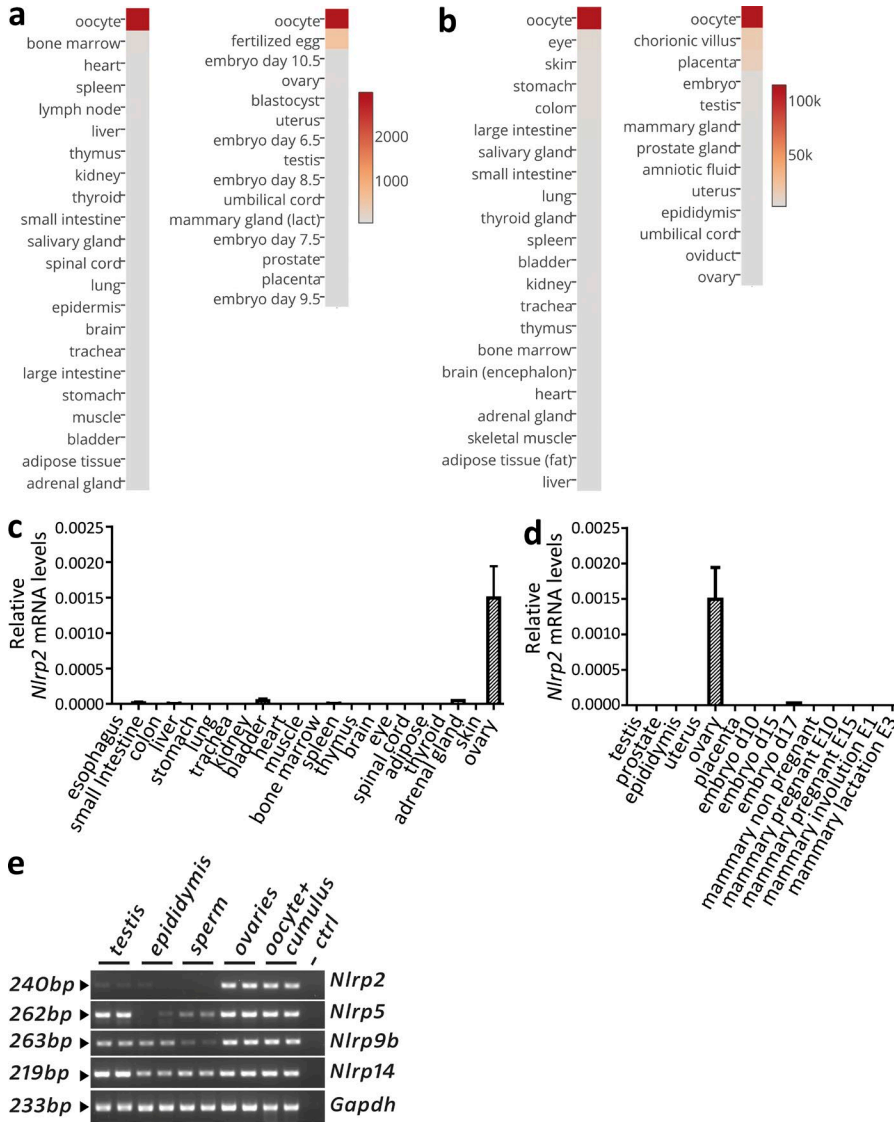 a
oocyte
bone marrow
heart
spleen
lymph node
liver
thymus
kidney
thyroid
small intestine
salivary gland
spinal cord
lung
epidermis
brain
trachea
large intestine
stomach
muscle
bladder
adipose tissue
adrenal gland
oocyte
fertilized egg
embryo day 10.5
ovary
blastocyst
uterus
embryo day 6.5
testis
embryo day 8.5
umbilical cord
mammary gland (lact)
embryo day 7.5
prostate
placenta
embryo day 9.5
2000
1000
b
oocyte
eye
skin
stomach
colon
large intestine
salivary gland
small intestine
lung
thyroid gland
spleen
bladder
kidney
trachea
thymus
bone marrow
brain (encephalon)
heart
adrenal gland
skeletal muscle
adipose tissue (fat)
liver
oocyte
chorionic villus
placenta
embryo
testis
mammary gland
prostate gland
amniotic fluid
uterus
epididymis
umbilical cord
oviduct
ovary
100k
50k
c
Relative
Nlrp2 mRNA levels
0.0025
0.0020
0.0015
0.0010
0.0005
0.0000
esophagus
small Intestine
colon
liver
stomach
lung
trachea
kidney
bladder
heart
muscle
bone marrow
spleen
thymus
brain
eye
spinal cord
adipose
thyroid
adrenal gland
skin
ovary
d
Relative
Nlrp2 mRNA levels
0.0025
0.0020
0.0015
0.0010
0.0005
0.0000
testis
prostate
epididymis
uterus
ovary
placenta
embryo d10
embryo d15
embryo d17
mammary non pregnant
mammary pregnant E10
mammary pregnant E15
mammary involution E1
mammary lactation E3
e
testis
epididymis
sperm
ovaries
oocyte+
cumulus
- ctrl
240bp Nlrp2
262bp Nlrp5
263bp Nlrp9b
219bp Nlrp14
233bp Gapdh